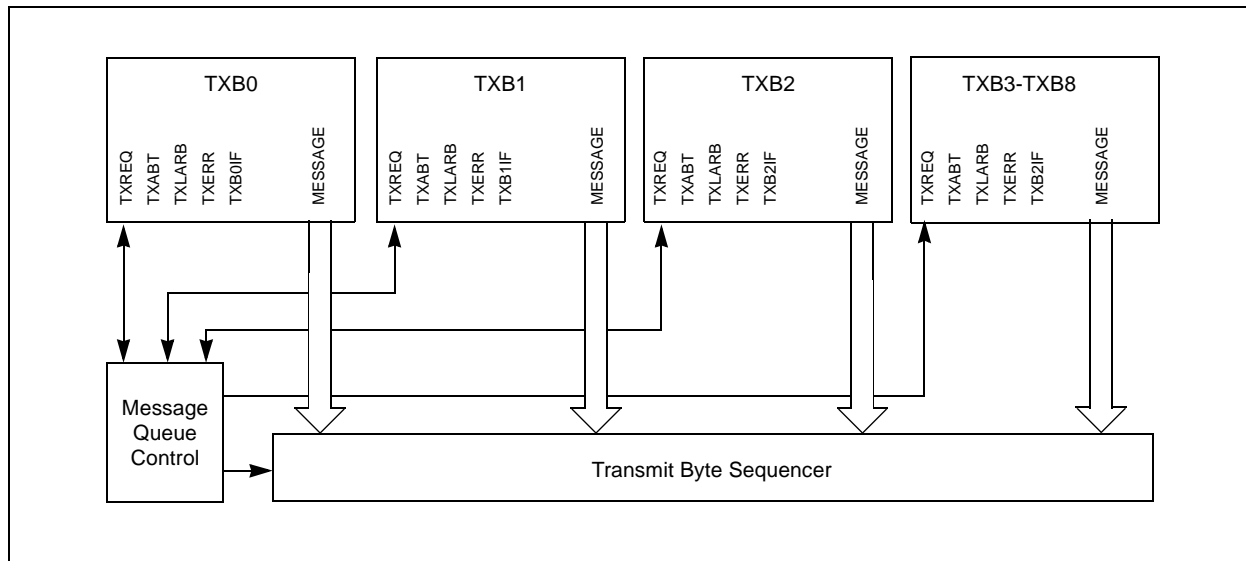 TXB0
TXREQ
TXABT
TXLARB
TXERR
TXB0IF
MESSAGE
TXB1
TXREQ
TXABT
TXLARB
TXERR
TXB1IF
MESSAGE
TXB2
TXREQ
TXABT
TXLARB
TXERR
TXB2IF
MESSAGE
TXB3-TXB8
TXREQ
TXABT
TXLARB
TXERR
TXB2IF
MESSAGE
Message
Queue
Control
Transmit Byte Sequencer